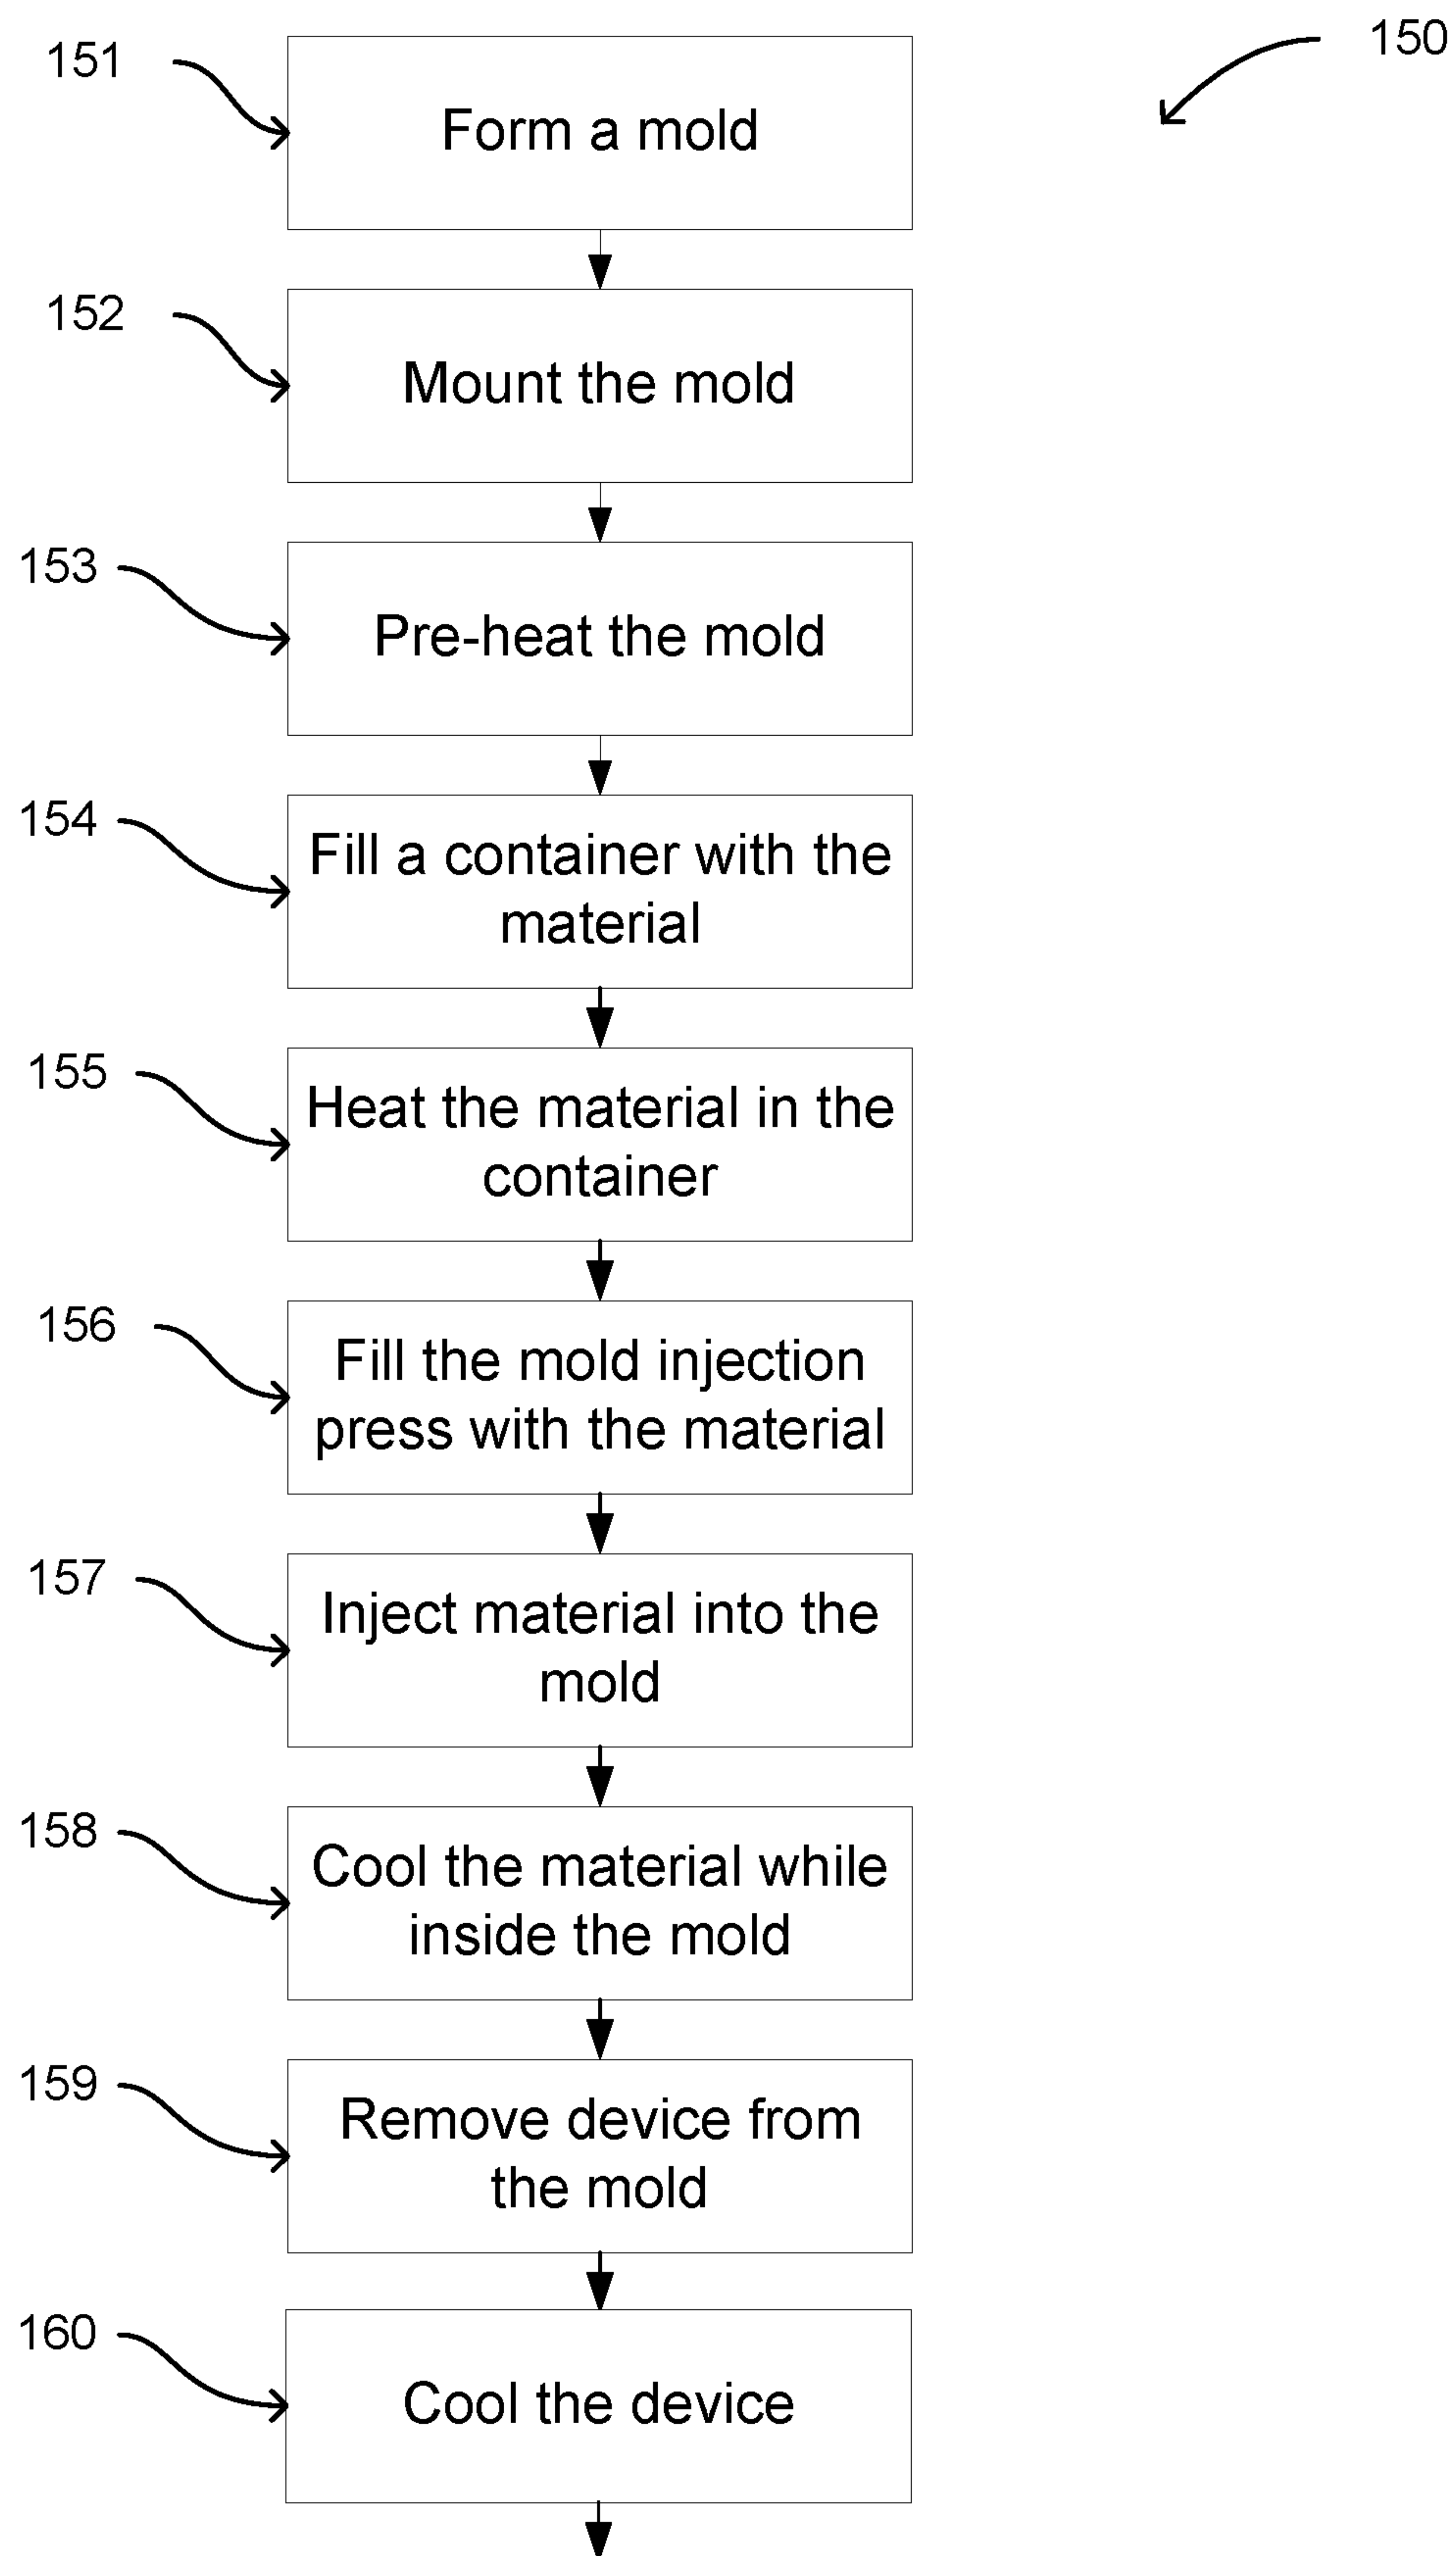 150
151
Form a mold
152
Mount the mold
153
Pre-heat the mold
154
Fill a container with the
material
155
Heat the material in the
container
156
Fill the mold injection
press with the material
157
Inject material into the
mold
158
Cool the material while
inside the mold
159
Remove device from
the mold
160
Cool the device